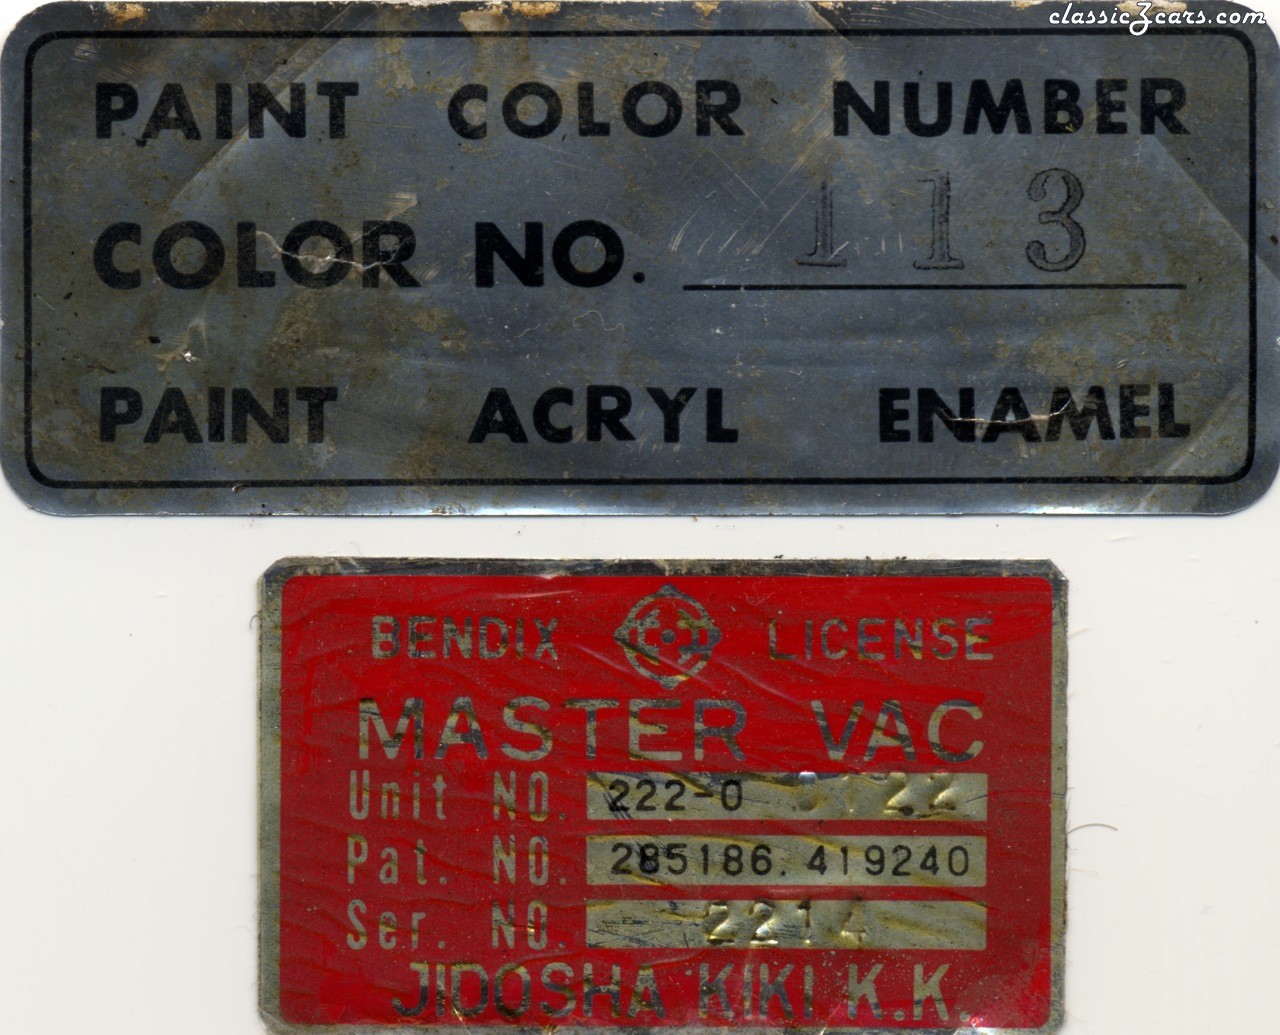 classicZcars.com
PAINT COLOR NUMBER
COLOR NO. 113
PAINT ACRYL ENAMEL
BENDIX LICENSE
MASTER VAC
Unit NO. 222-0
Pat. NO. 285186. 419240
Ser. NO. 2214
JIDOSHA KIKI K.K.